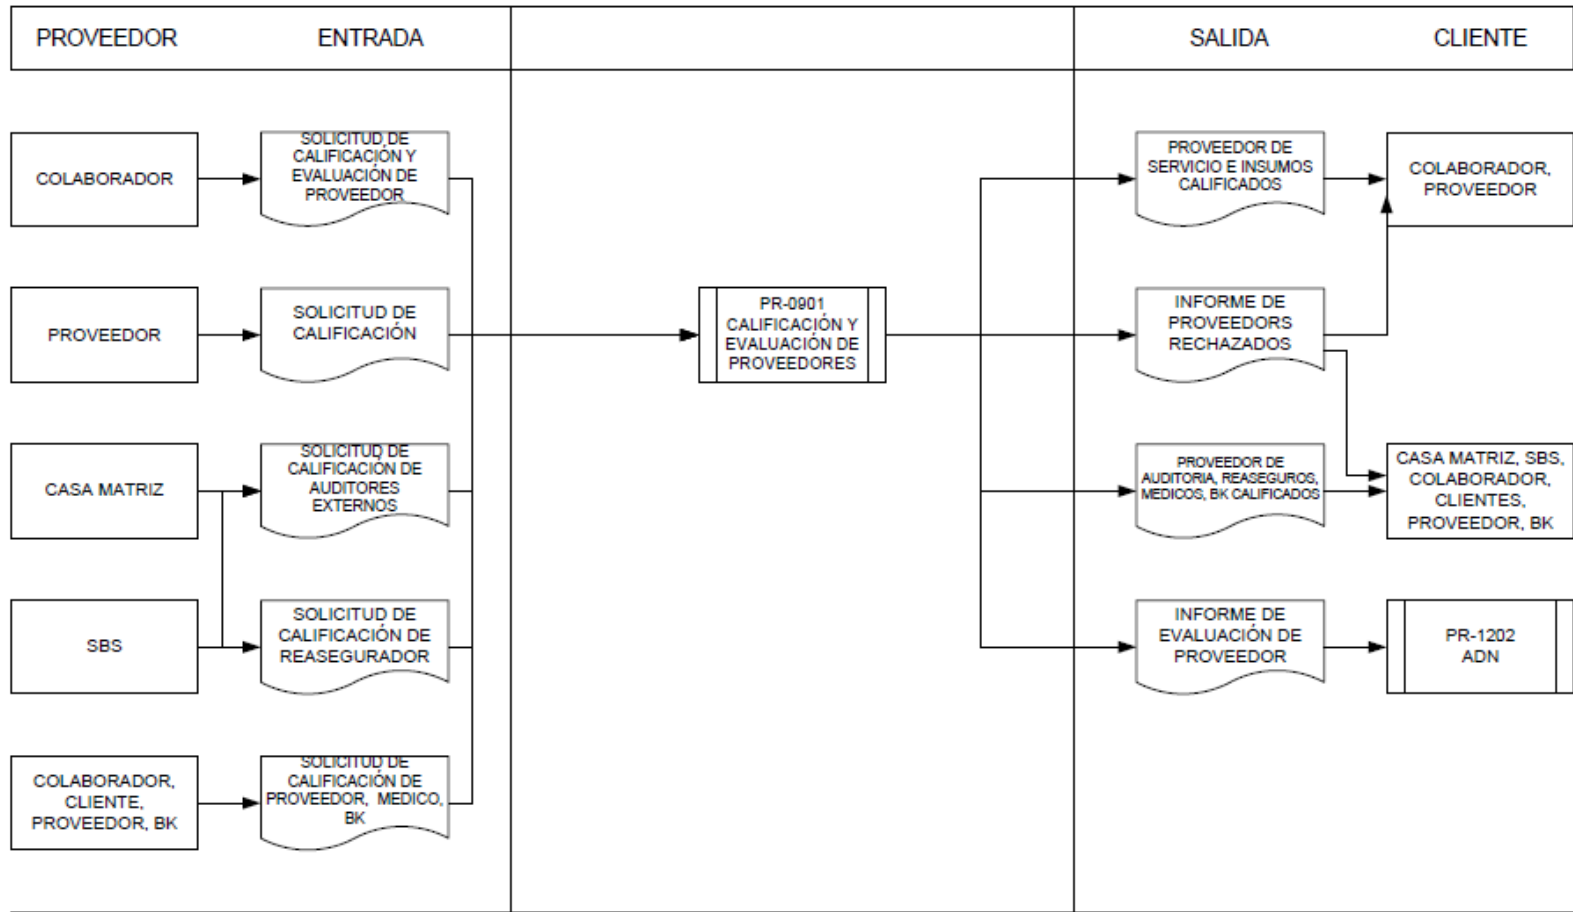 PROVEEDOR
ENTRADA
SALIDA
CLIENTE
COLABORADOR
SOLICITUD DE
CALIFICACIÓN Y
EVALUACIÓN DE
PROVEEDOR
PROVEEDOR DE
SERVICIO E INSUMOS
CALIFICADOS
COLABORADOR,
PROVEEDOR
PROVEEDOR
SOLICITUD DE
CALIFICACIÓN
PR-0901
CALIFICACIÓN Y
EVALUACIÓN DE
PROVEEDORES
INFORME DE
PROVEEDORS
RECHAZADOS
CASA MATRIZ
SOLICITUD DE
CALIFICACIÓN DE
AUDITORES
EXTERNOS
PROVEEDOR DE
AUDITORIA, REASEGUROS,
MEDICOS, BK CALIFICADOS
CASA MATRIZ, SBS,
COLABORADOR,
CLIENTES,
PROVEEDOR, BK
SBS
SOLICITUD DE
CALIFICACIÓN DE
REASEGURADOR
INFORME DE
EVALUACIÓN DE
PROVEEDOR
PR-1202
ADN
COLABORADOR,
CLIENTE,
PROVEEDOR, BK
SOLICITUD DE
CALIFICACIÓN DE
PROVEEDOR, MEDICO,
BK